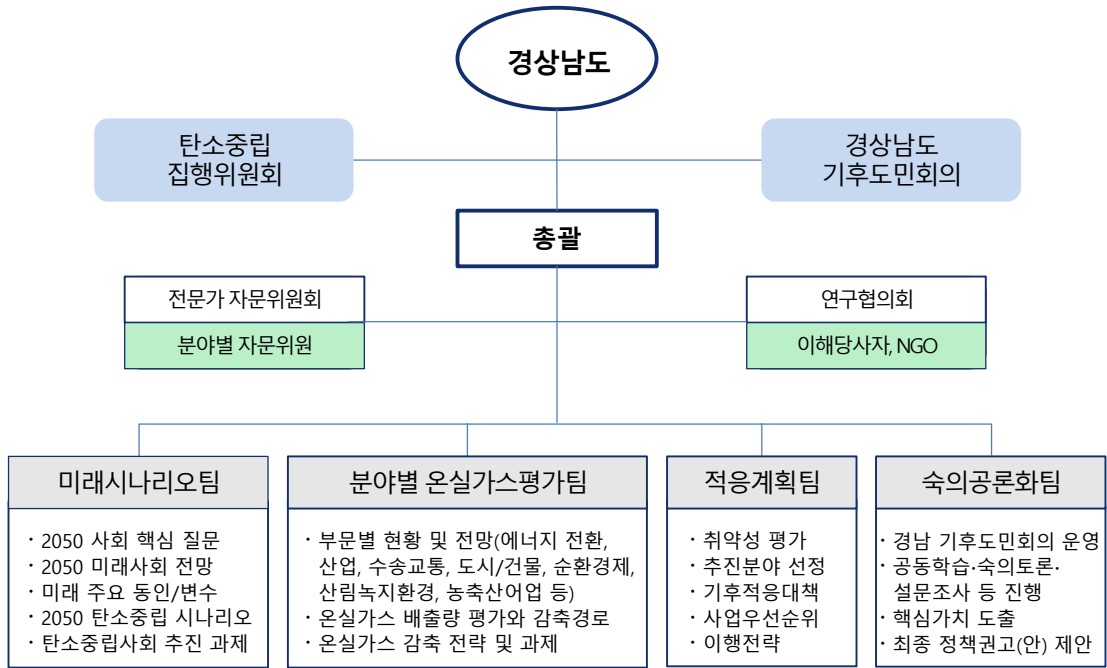 경상남도
탄소중립
집행위원회
경상남도
기후도민회의
총괄
전문가 자문위원회
분야별 자문위원
연구협의회
이해당사자, NGO
미래시나리오팀
· 2050 사회 핵심 질문
· 2050 미래사회 전망
· 미래 주요 동인/변수
· 2050 탄소중립 시나리오
· 탄소중립사회 추진 과제
분야별 온실가스평가팀
· 부문별 현황 및 전망(에너지 전환,
산업, 수송교통, 도시/건물, 순환경제,
산림녹지환경, 농축산어업 등)
· 온실가스 배출량 평가와 감축경로
· 온실가스 감축 전략 및 과제
적응계획팀
· 취약성 평가
· 추진분야 선정
· 기후적응대책
· 사업우선순위
· 이행전략
숙의공론화팀
· 경남 기후도민회의 운영
· 공동학습·숙의토론·
설문조사 등 진행
· 핵심가치 도출
· 최종 정책권고(안) 제안